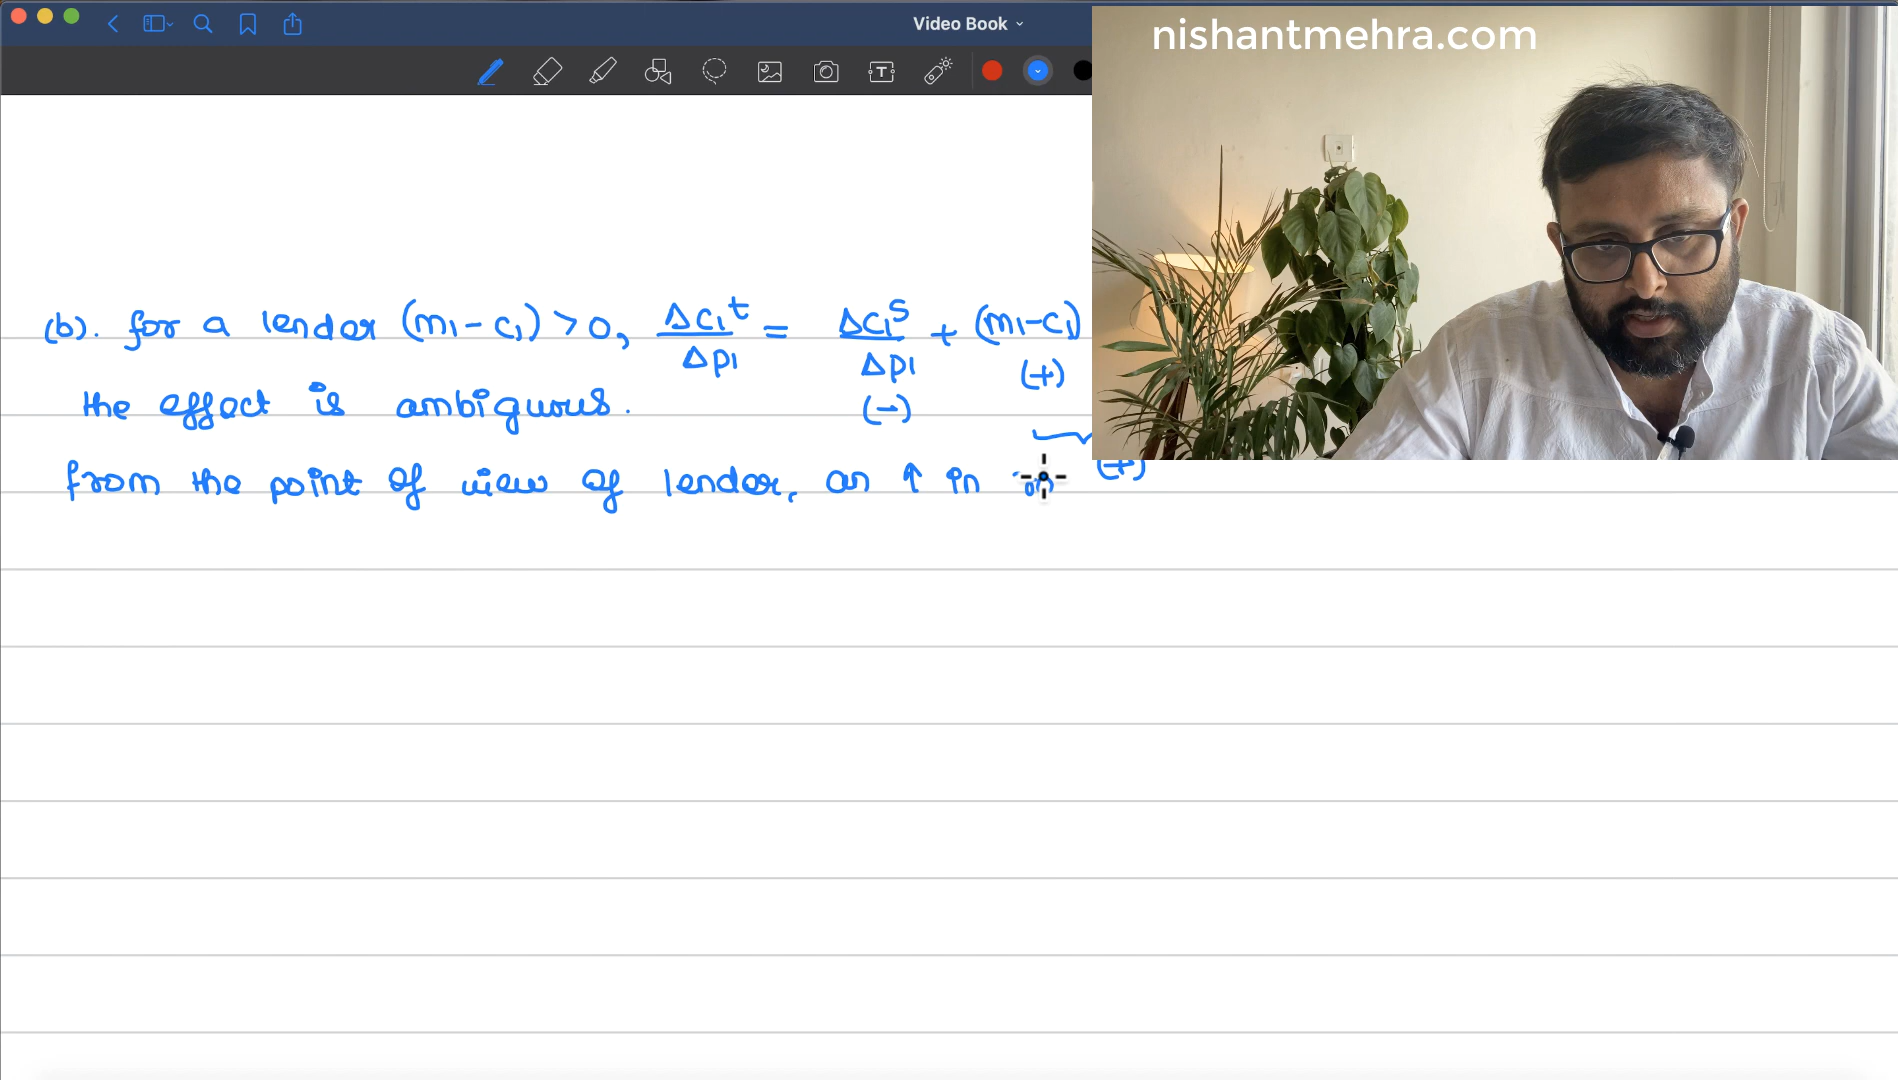 Video Book
nishantmehra.com
(b). for a lender (m₁ - c₁) > 0, Δc₁ᵗ/Δp₁ = Δc₁ˢ/Δp₁ + (m₁-c₁)
(+)
the effect is ambiguous. (-)
from the point of view of lender, an ↑ in (+)